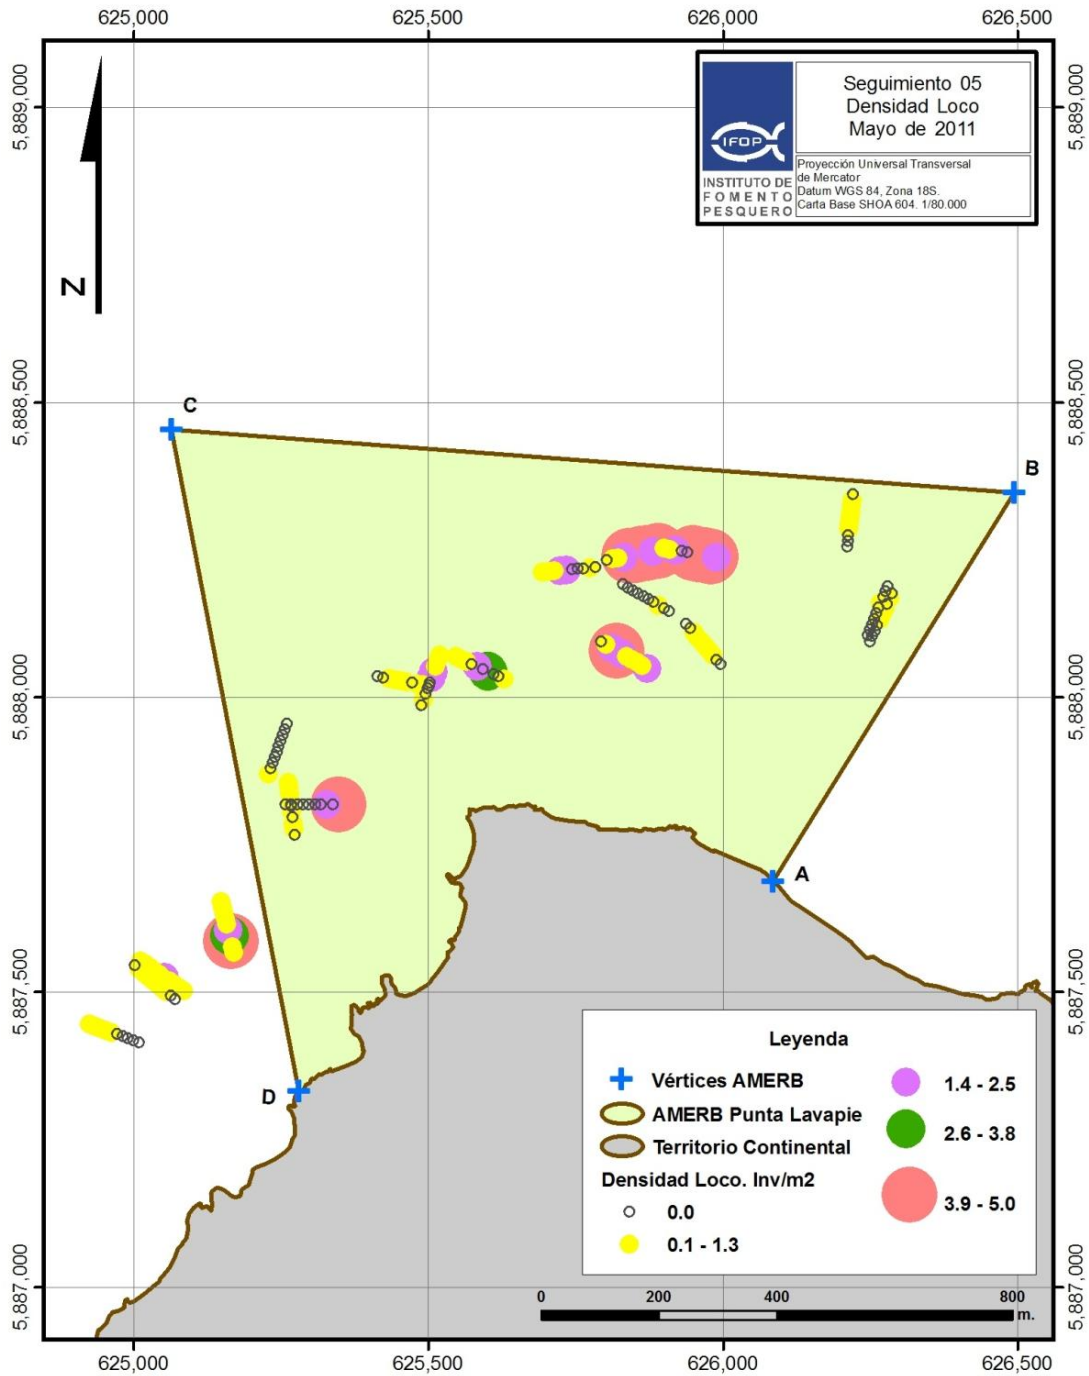 625,000 625,500 626,000 626,500
5,889,000 5,889,000
Seguimiento 05
Densidad Loco
Mayo de 2011
IFOP
INSTITUTO DE
FOMENTO
PESQUERO
Proyección Universal Transversal
de Mercator
Datum WGS 84, Zona 18S.
Carta Base SHOA 604. 1/80.000
N
5,888,500 5,888,500
C
B
5,888,000 5,888,000
A
5,887,500 5,887,500
D
Leyenda
Vértices AMERB
AMERB Punta Lavapie
Territorio Continental
Densidad Loco. Inv/m2
0.0
0.1 - 1.3
1.4 - 2.5
2.6 - 3.8
3.9 - 5.0
5,887,000 5,887,000
0 200 400 800
m.
625,000 625,500 626,000 626,500